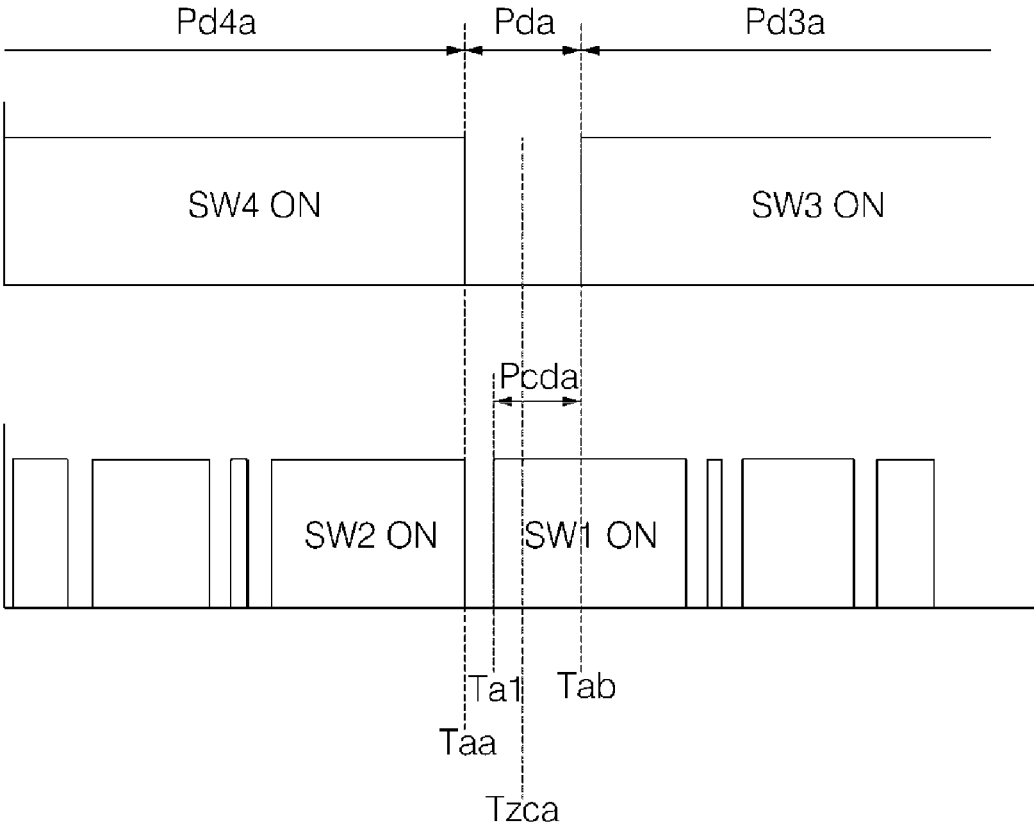 Pd4a Pda Pd3a
SW4 ON SW3 ON
Pcda
SW2 ON SW1 ON
Ta1 Tab
Taa
Tzca